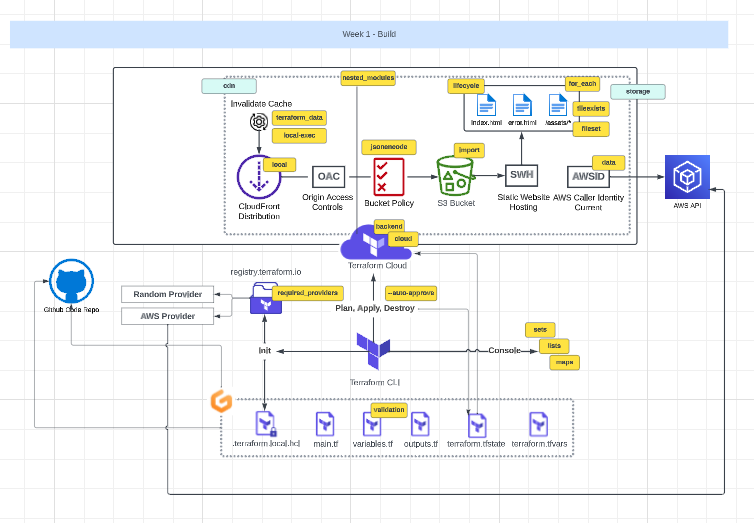 Week 1 - Build
nested_modules
cdn
lifecycle
for_each
storage
Invalidate Cache
terraform_data
local-exec
index.html
error.html
/assets/*
fileexists
fileset
jsonencode
import
local
data
OAC
SWH
AWSID
CloudFront
Distribution
Origin Access
Controls
Bucket Policy
S3 Bucket
Static Website
Hosting
AWS Caller Identity
Current
AWS API
backend
cloud
Terraform Cloud
registry.terraform.io
required_providers
Random Provider
AWS Provider
Github Code Repo
--auto-approve
Plan, Apply, Destroy
sets
lists
maps
Init
Console
Terraform CLI
validation
.terraform.local.hcl
main.tf
variables.tf
outputs.tf
terraform.tfstate
terraform.tfvars